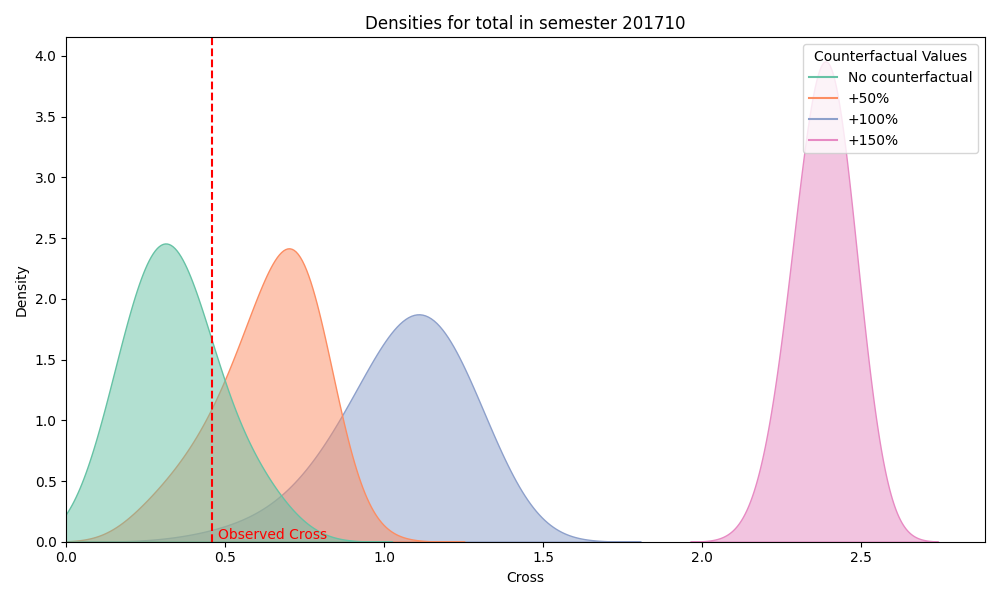 Densities for total in semester 201710
Counterfactual Values
No counterfactual
+50%
+100%
+150%
Density
4.0
3.5
3.0
2.5
2.0
1.5
1.0
0.5
0.0
Observed Cross
0.0 0.5 1.0 1.5 2.0 2.5
Cross